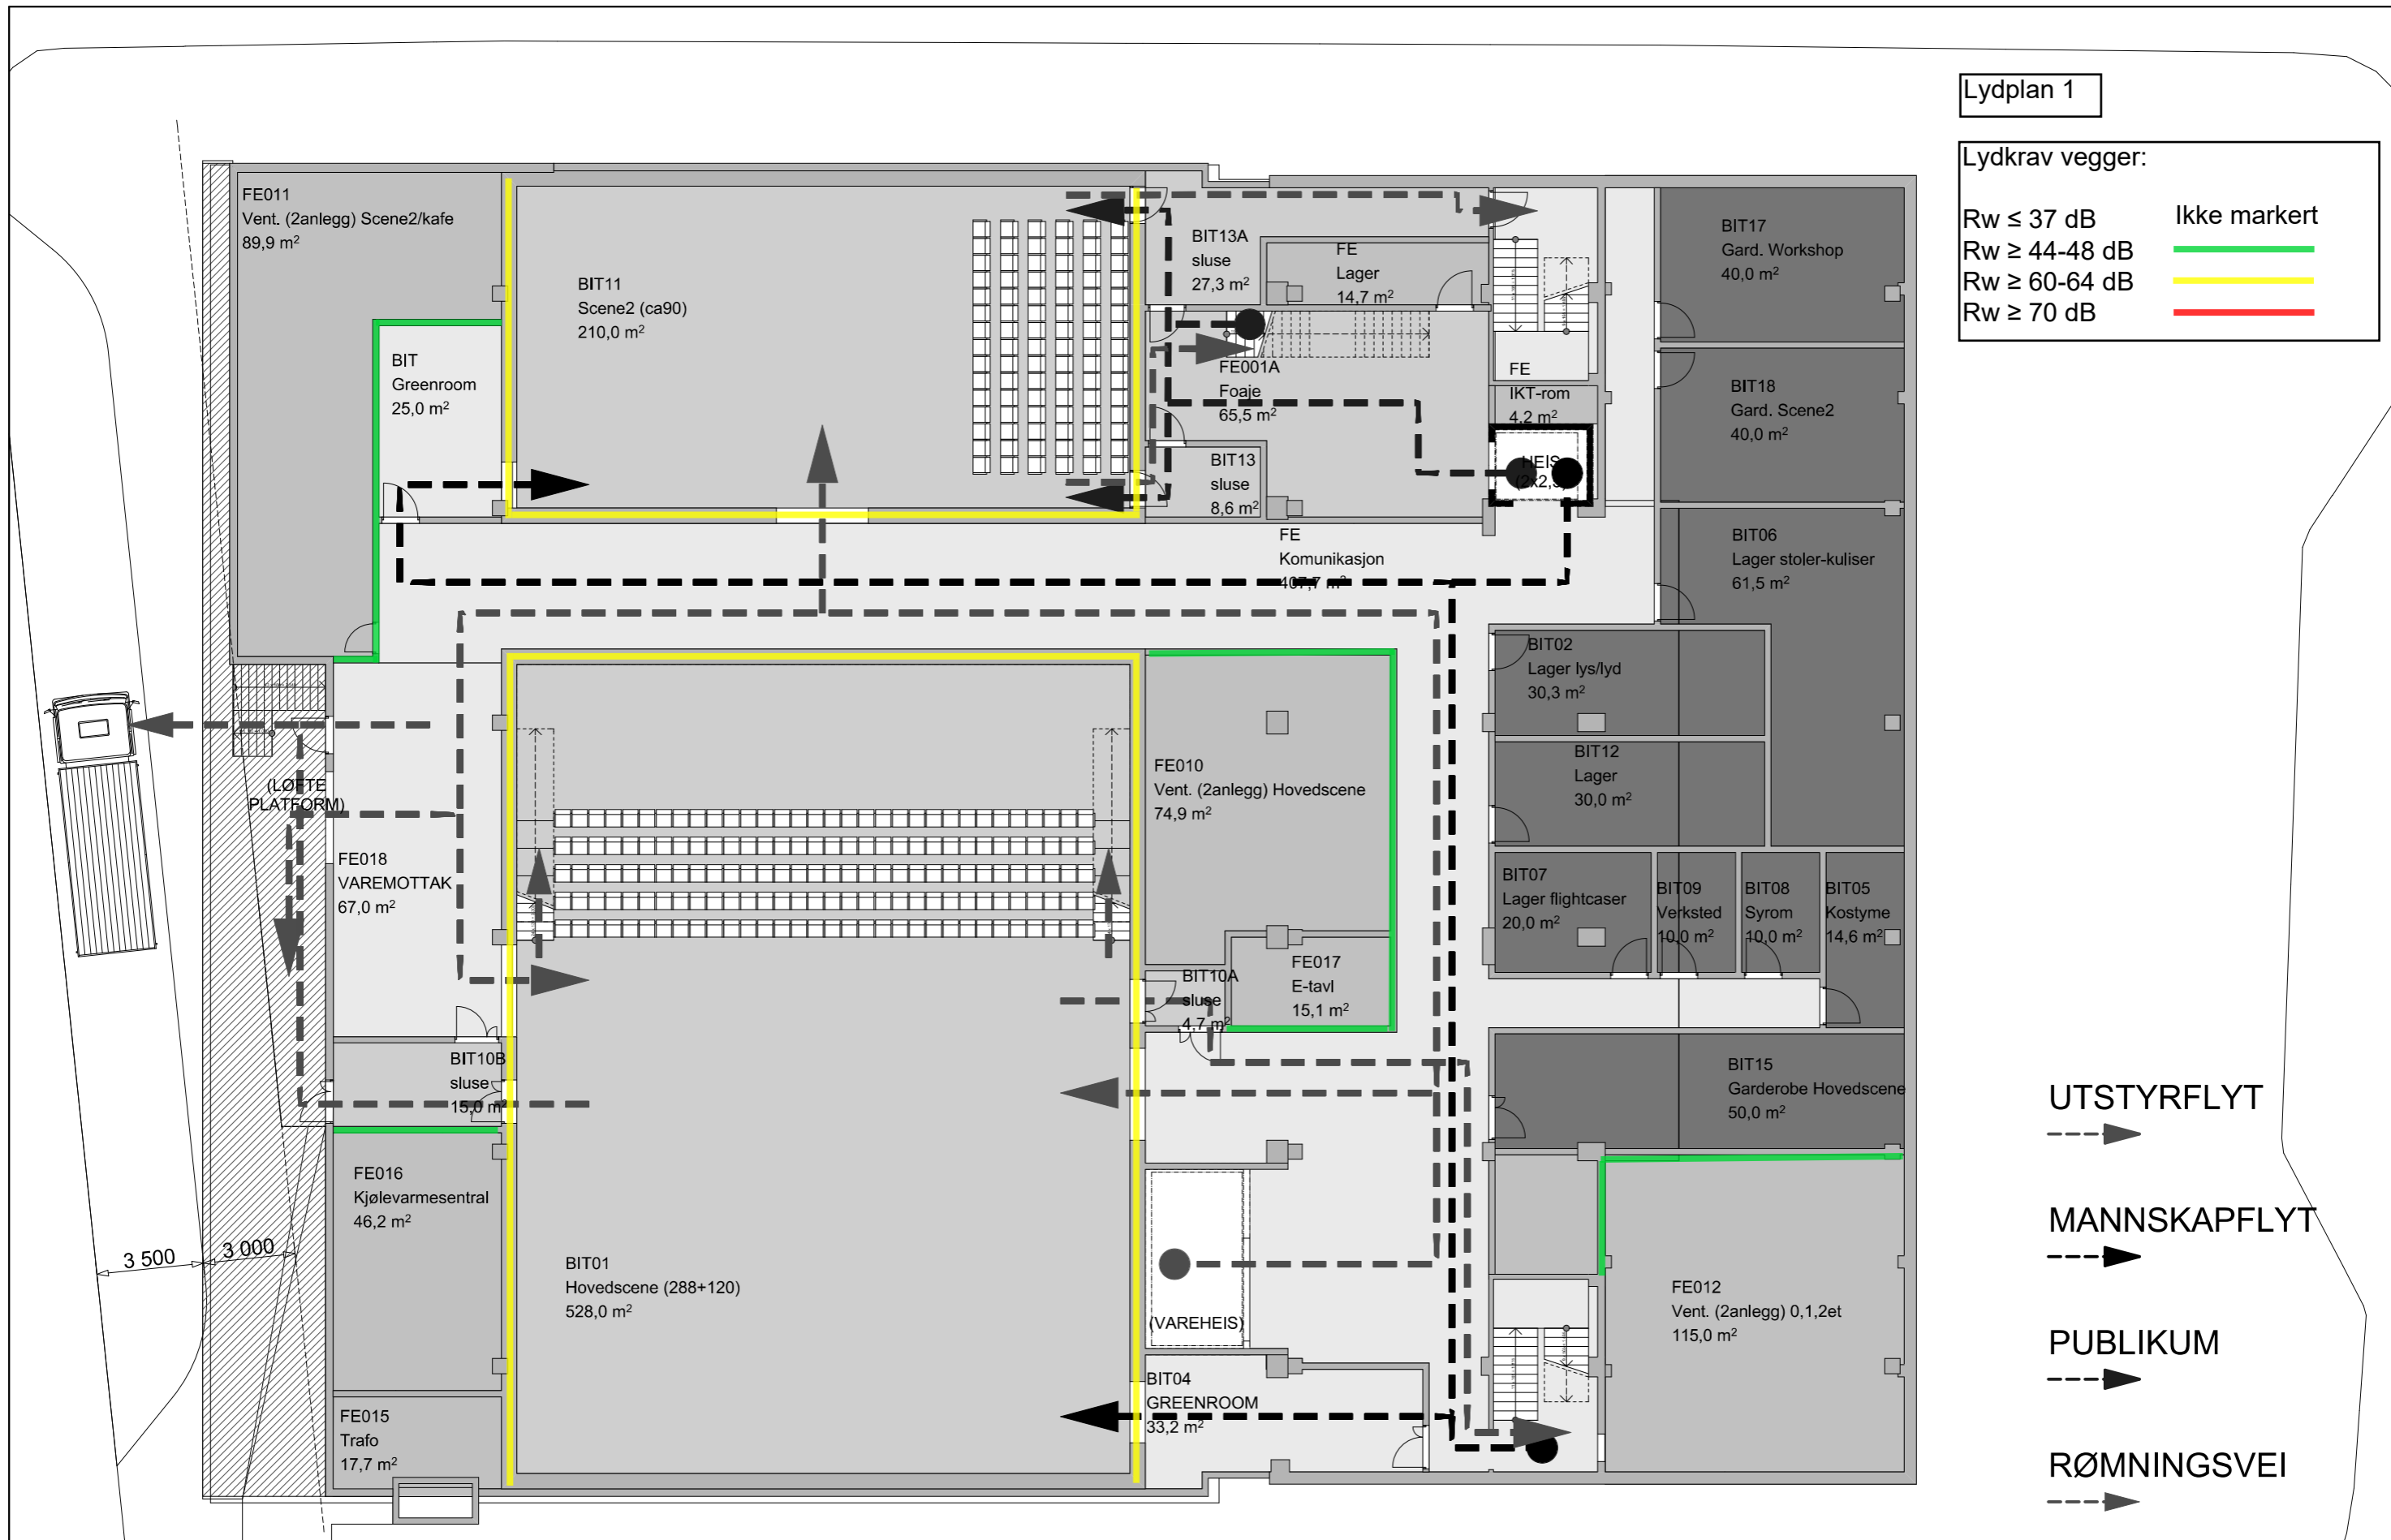 Lydplan 1
Lydkrav vegger:
Rw ≤ 37 dB Ikke markert
Rw ≥ 44-48 dB
Rw ≥ 60-64 dB
Rw ≥ 70 dB
FE011
Vent. (2anlegg) Scene2/kafe
89,9 m²
BIT
Greenroom
25,0 m²
BIT11
Scene2 (ca90)
210,0 m²
BIT13A
sluse
27,3 m²
FE
Lager
14,7 m²
FE001A
Foaje
65,5 m²
BIT13
sluse
8,6 m²
FE
IKT-rom
4,2 m²
HEIS
FE
Komunikasjon
407,7 m²
BIT17
Gard. Workshop
40,0 m²
BIT18
Gard. Scene2
40,0 m²
BIT06
Lager stoler-kuliser
61,5 m²
BIT02
Lager lys/lyd
30,3 m²
BIT12
Lager
30,0 m²
BIT07
Lager flightcaser
20,0 m²
BIT09
Verksted
10,0 m²
BIT08
Syrom
10,0 m²
BIT05
Kostyme
14,6 m²
FE010
Vent. (2anlegg) Hovedscene
74,9 m²
FE017
E-tavl
15,1 m²
BIT10A
sluse
4,7 m²
(LØFTE
PLATFORM)
FE018
VAREMOTTAK
67,0 m²
BIT10B
sluse
15,0 m²
FE016
Kjølevarmesentral
46,2 m²
FE015
Trafo
17,7 m²
3 500
3 000
BIT01
Hovedscene (288+120)
528,0 m²
(VAREHEIS)
BIT04
GREENROOM
33,2 m²
BIT15
Garderobe Hovedscene
50,0 m²
FE012
Vent. (2anlegg) 0,1,2et
115,0 m²
UTSTYRFLYT
MANNSKAPFLYT
PUBLIKUM
RØMNINGSVEI